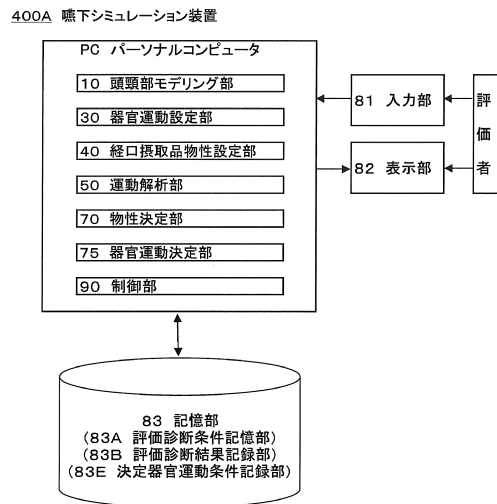 400A 嚥下シミュレーション装置
PC パーソナルコンピュータ
10 頭頸部モデリング部
30 器官運動設定部
40 経口摂取品物性設定部
50 運動解析部
70 物性決定部
75 器官運動決定部
90 制御部
81 入力部
82 表示部
評価者
83 記憶部
(83A 評価診断条件記憶部)
(83B 評価診断結果記録部)
(83E 決定器官運動条件記録部)